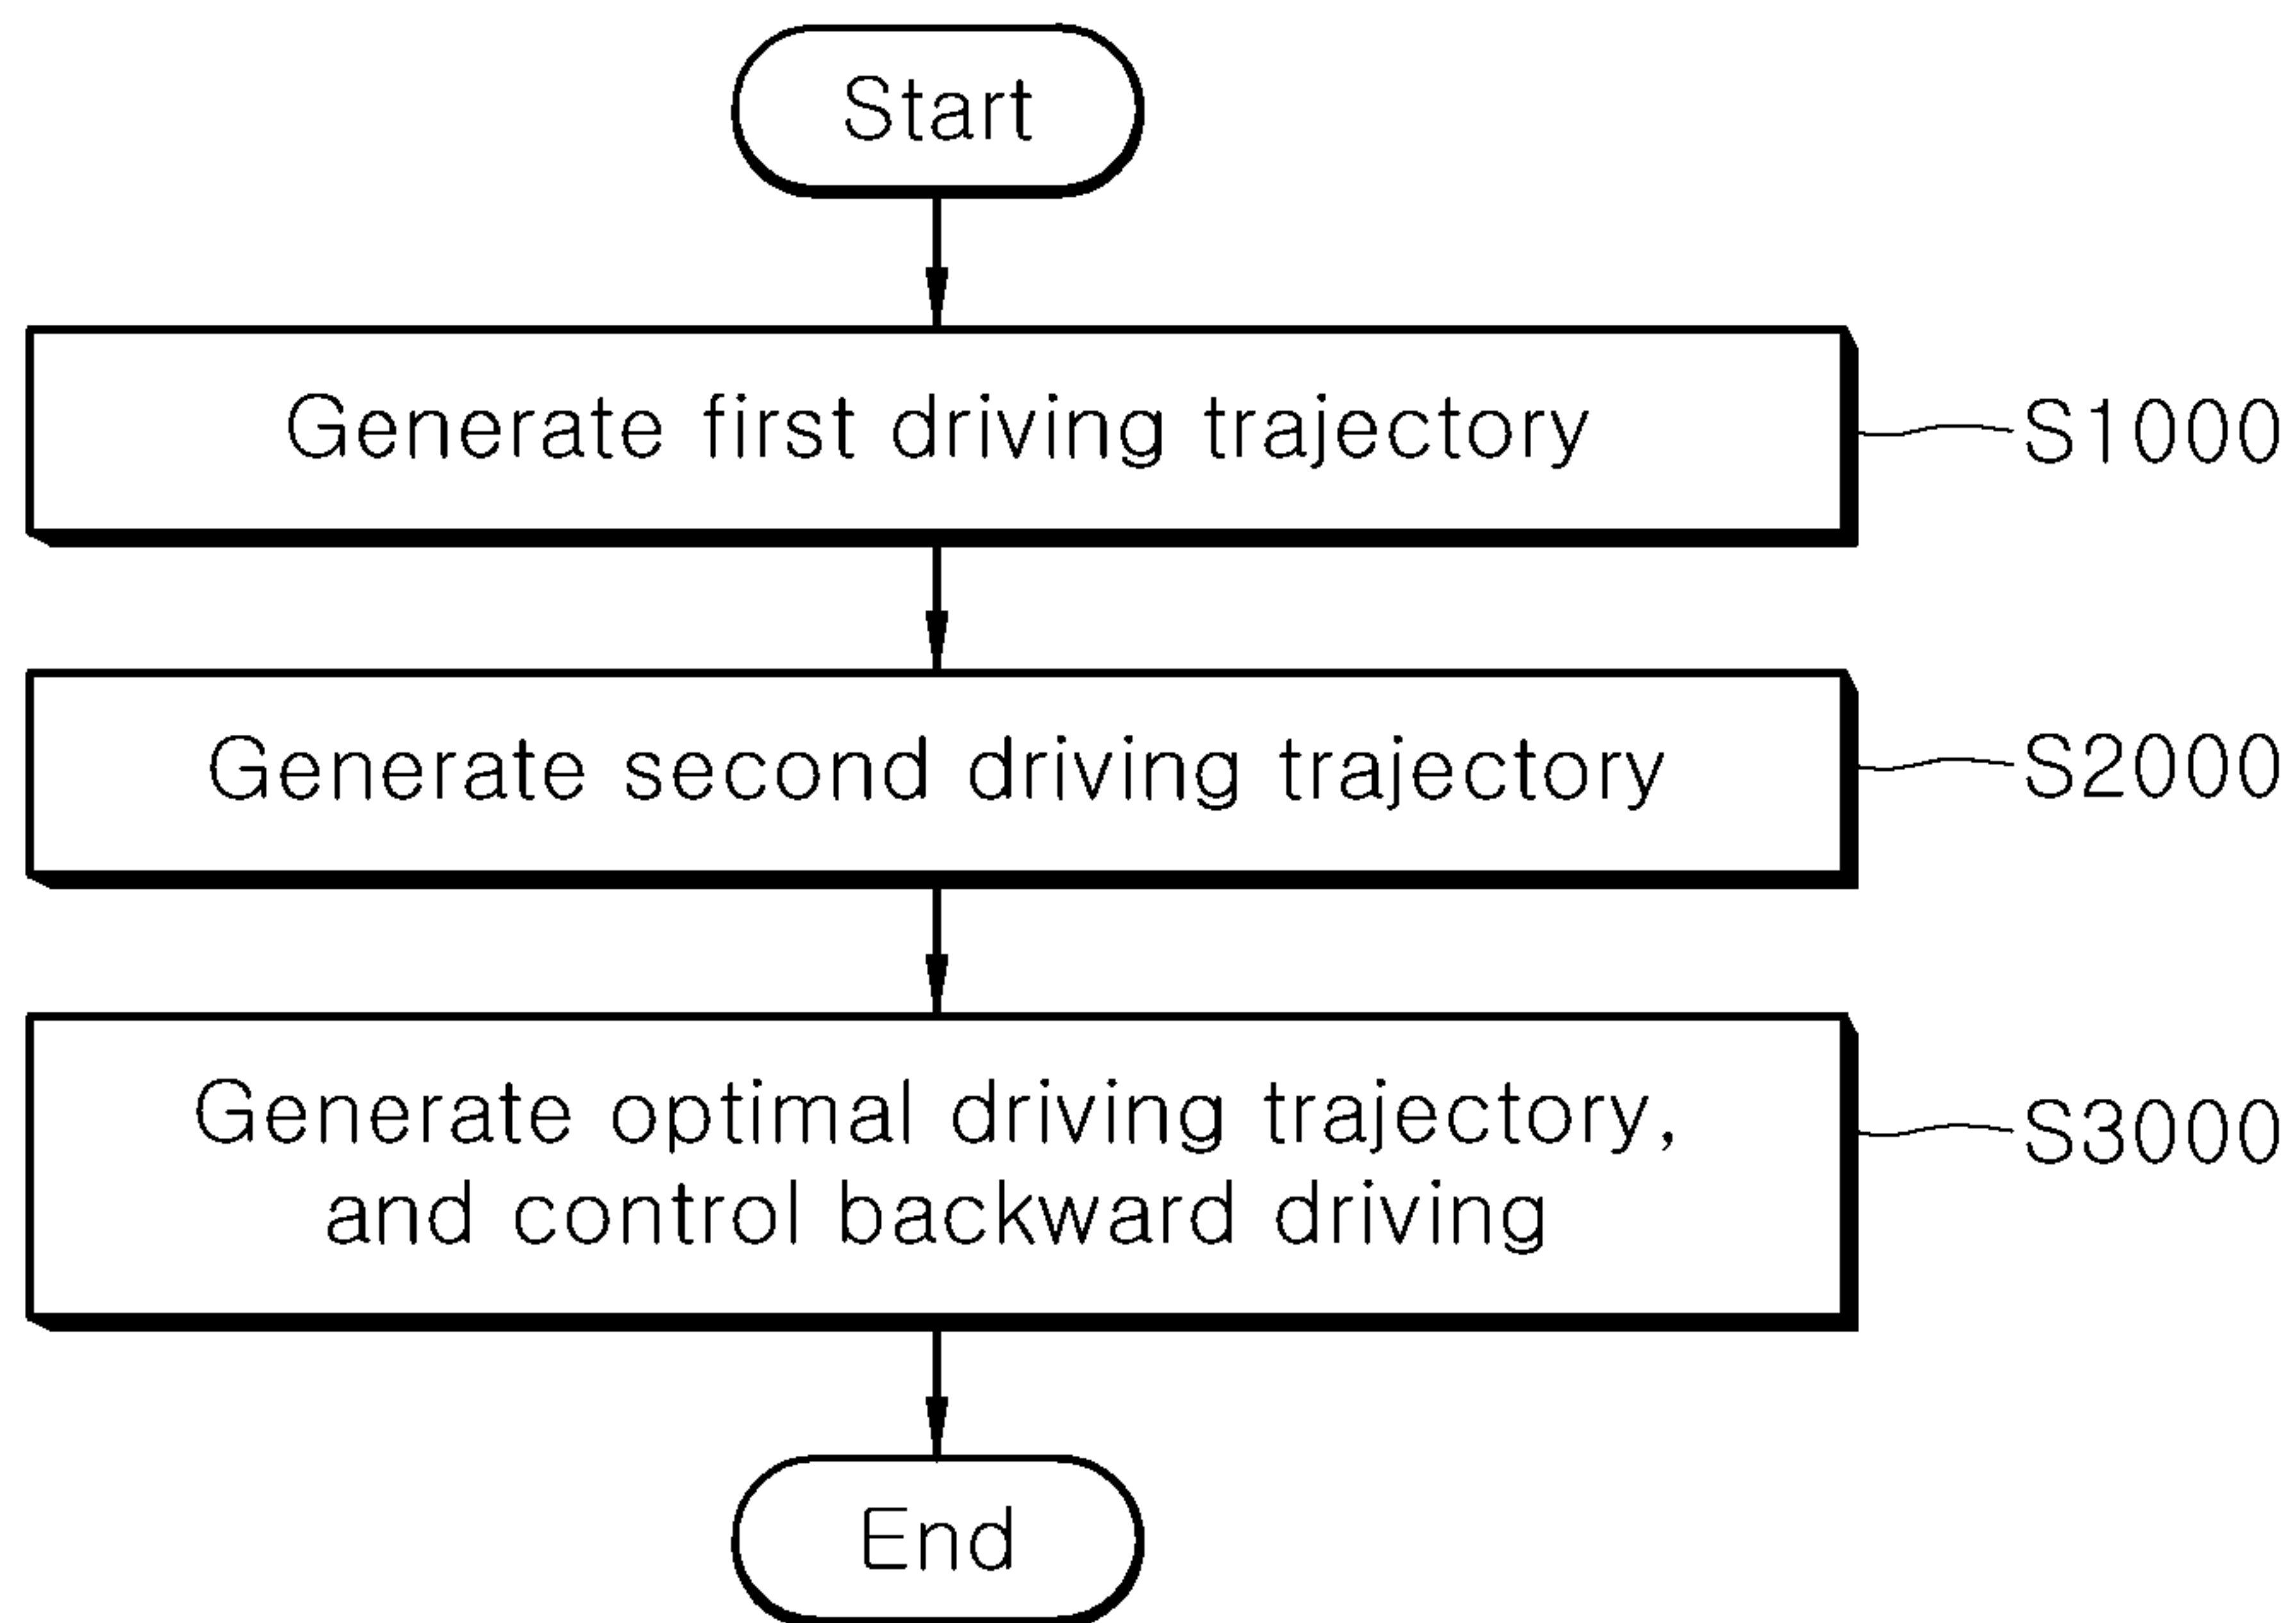 Start
Generate first driving trajectory
S1000
Generate second driving trajectory
S2000
Generate optimal driving trajectory,
and control backward driving
S3000
End